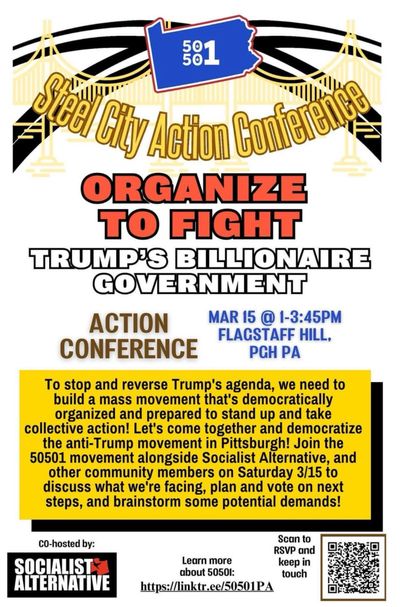 50
50 1
Steel City Action Conference
ORGANIZE
TO FIGHT
TRUMP'S BILLIONAIRE
GOVERNMENT
ACTION
CONFERENCE
MAR 15 @ 1-3:45PM
FLAGSTAFF HILL,
PGH PA
To stop and reverse Trump's agenda, we need to
build a mass movement that's democratically
organized and prepared to stand up and take
collective action! Let's come together and democratize
the anti-Trump movement in Pittsburgh! Join the
50501 movement alongside Socialist Alternative, and
other community members on Saturday 3/15 to
discuss what we're facing, plan and vote on next
steps, and brainstorm some potential demands!
CO-hosted by:
SOCIALIST
ALTERNATIVE
Learn more
about 50501:
https://linktr.ee/50501PA
Scan to
RSVP and
keep in
touch